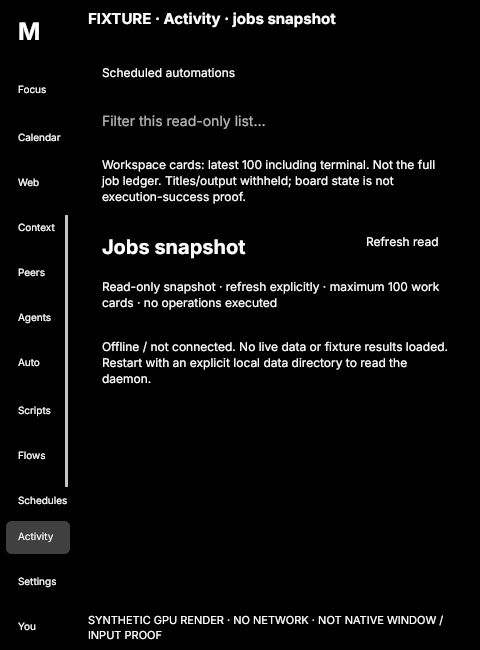 M
FIXTURE · Activity · jobs snapshot
Focus
Calendar
Web
Context
Peers
Agents
Auto
Scripts
Flows
Schedules
Activity
Settings
You
Scheduled automations
Filter this read-only list...
Workspace cards: latest 100 including terminal. Not the full
job ledger. Titles/output withheld; board state is not
execution-success proof.
Jobs snapshot
Refresh read
Read-only snapshot · refresh explicitly · maximum 100 work
cards · no operations executed
Offline / not connected. No live data or fixture results loaded.
Restart with an explicit local data directory to read the
daemon.
SYNTHETIC GPU RENDER · NO NETWORK · NOT NATIVE WINDOW /
INPUT PROOF